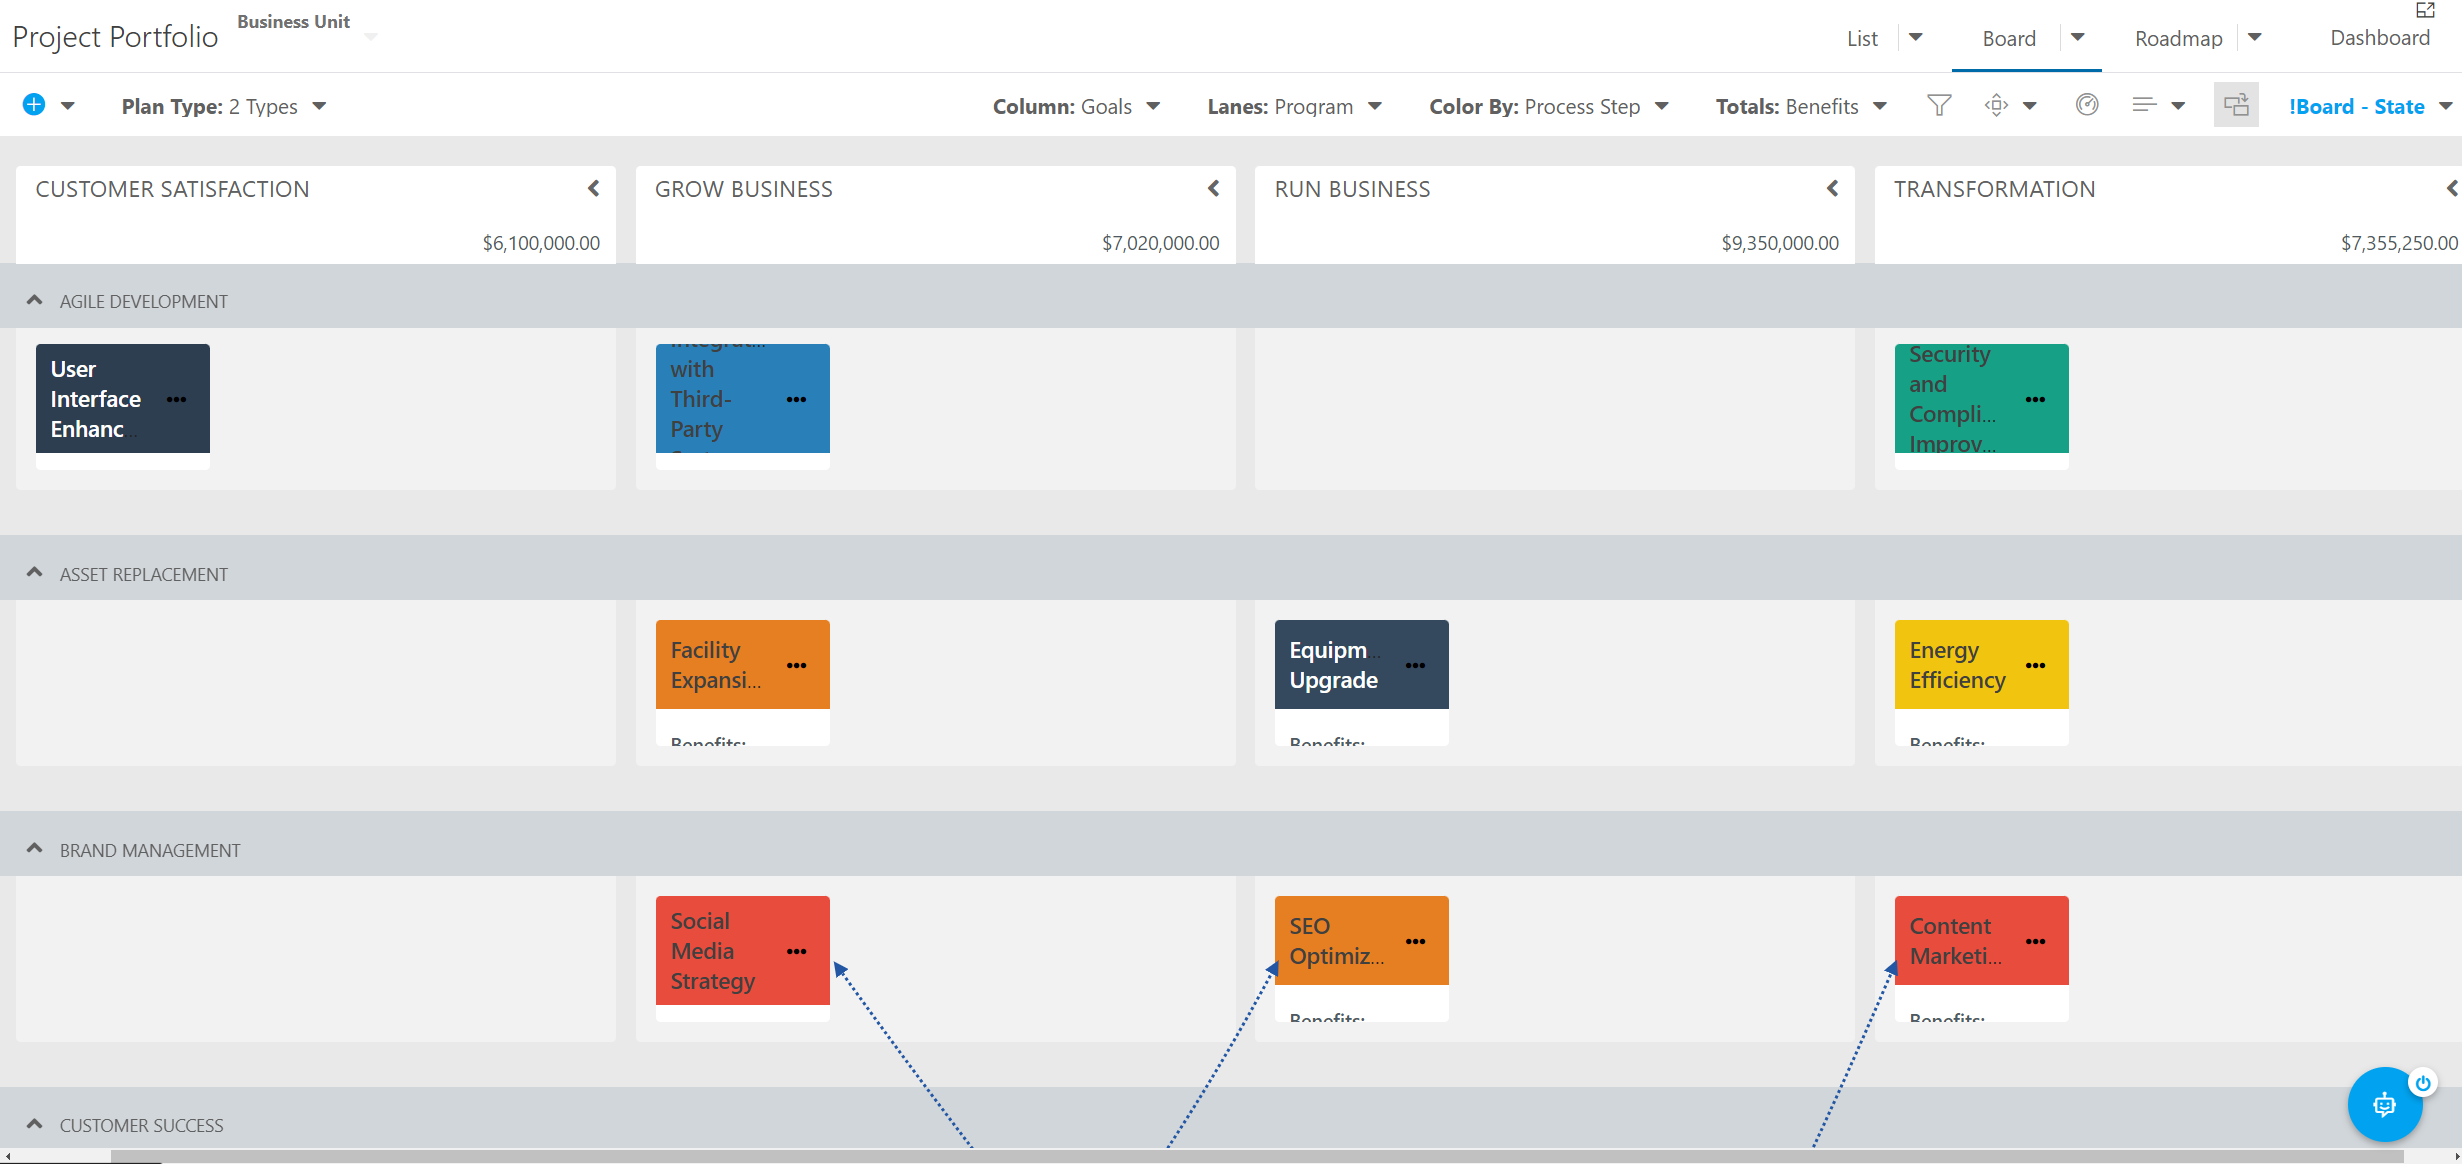 Project Portfolio
Business Unit
List
Board
Roadmap
Dashboard
Plan Type: 2 Types
Column: Goals
Lanes: Program
Color By: Process Step
Totals: Benefits
!Board - State
CUSTOMER SATISFACTION
$6,100,000.00
GROW BUSINESS
$7,020,000.00
RUN BUSINESS
$9,350,000.00
TRANSFORMATION
$7,355,250.00
AGILE DEVELOPMENT
User
Interface
Enhanc...
Integrat...
with
Third-
Party
Security
and
Compli...
Improv...
ASSET REPLACEMENT
Facility
Expansi...
Benefits:
Equipm...
Upgrade
Benefits:
Energy
Efficiency
Benefits:
BRAND MANAGEMENT
Social
Media
Strategy
SEO
Optimiz...
Benefits:
Content
Marketi...
Benefits:
CUSTOMER SUCCESS